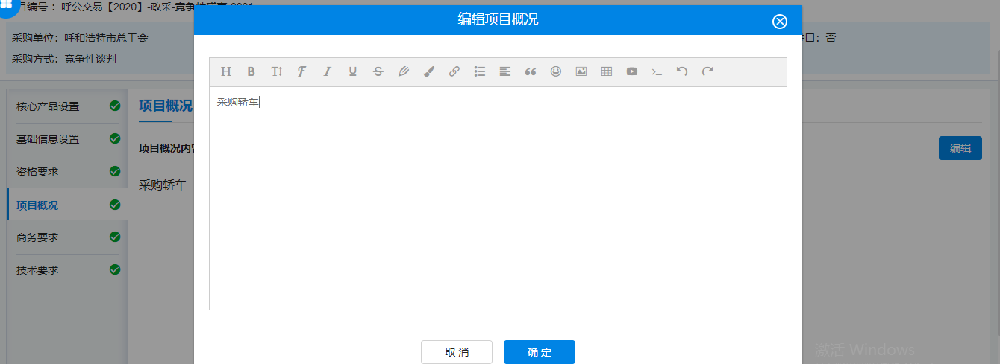 目编号：呼公交易【2020】-政采-竞争性磋商-0001
编辑项目概况
采购单位：呼和浩特市总工会
口：否
采购方式：竞争性谈判
H B T F I U S
采购轿车
核心产品设置
基础信息设置
资格要求
项目概况
商务要求
技术要求
项目概况
项目概况内容
编辑
采购轿车
取消
确定
激活 Windows